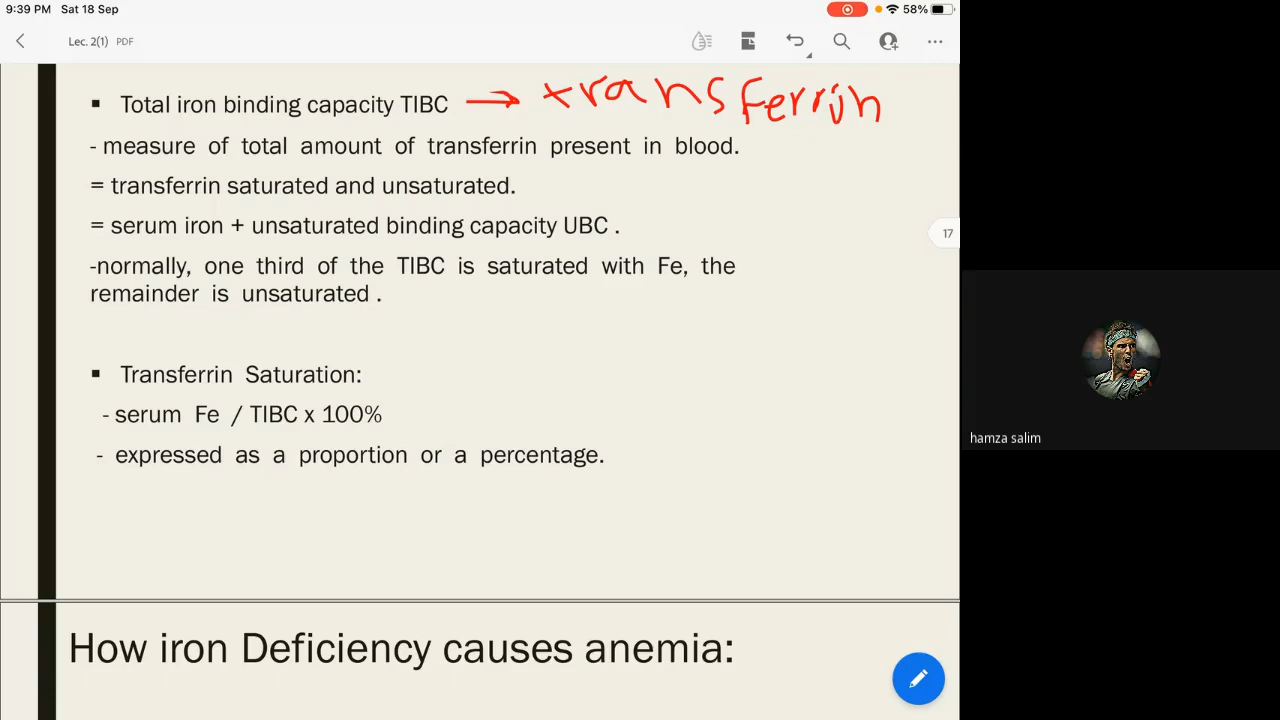 9:39 PM Sat 18 Sep 58%
Lec. 2(1) PDF
▪ Total iron binding capacity TIBC → transferrin
- measure of total amount of transferrin present in blood.
= transferrin saturated and unsaturated.
= serum iron + unsaturated binding capacity UBC .
17
-normally, one third of the TIBC is saturated with Fe, the
remainder is unsaturated .
▪ Transferrin Saturation:
- serum Fe / TIBC x 100%
- expressed as a proportion or a percentage.
hamza salim
How iron Deficiency causes anemia: